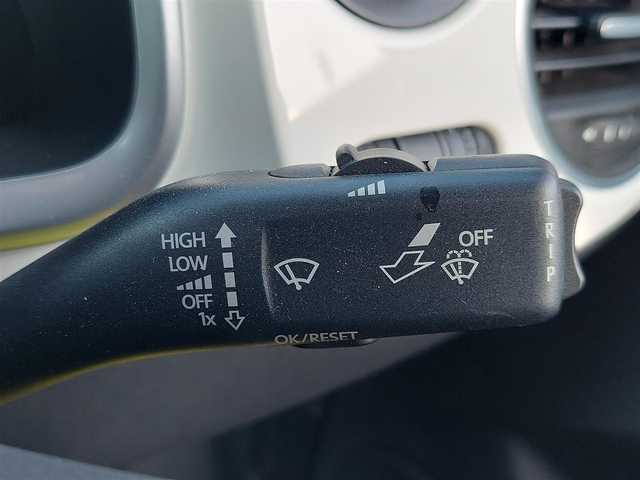 HIGH
LOW
OFF
1x
OFF
TRIP
OK/RESET